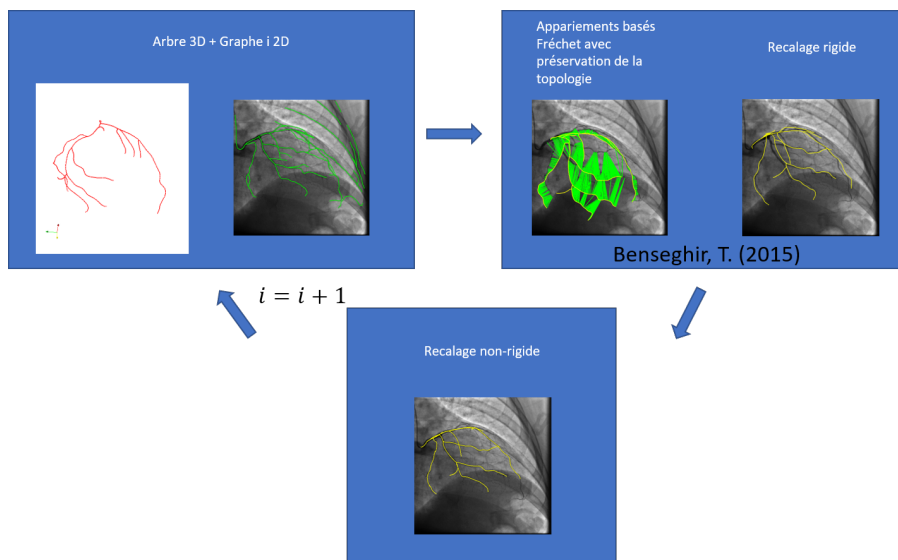 Arbre 3D + Graphe i 2D
Appariements basés
Fréchet avec
préservation de la
topologie
Recalage rigide
Benseghir, T. (2015)
i = i + 1
Recalage non-rigide